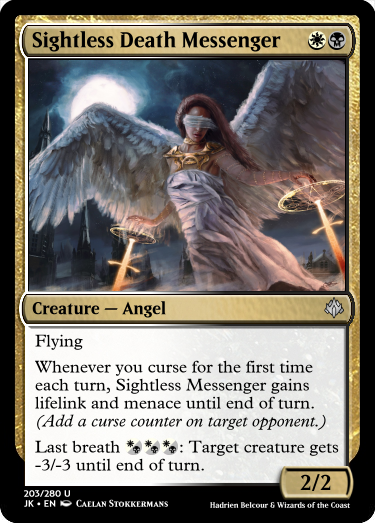 Sightless Death Messenger
Creature — Angel
Flying
Whenever you curse for the first time
each turn, Sightless Messenger gains
lifelink and menace until end of turn.
(Add a curse counter on target opponent.)
Last breath : Target creature gets
-3/-3 until end of turn.
2/2
203/280 U
JK • EN Caelan Stokkermans
Hadrien Belcour & Wizards of the Coast